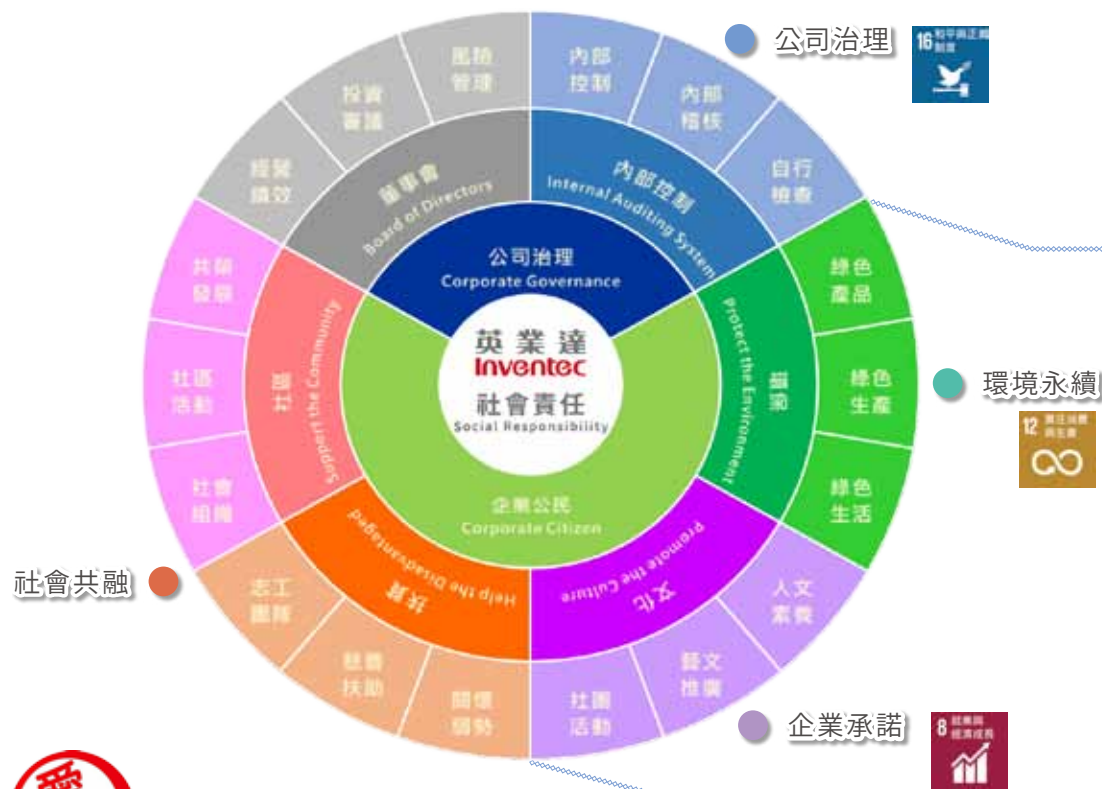 公司治理
16 和平與正義
制度
風險
管理
內部
控制
投資
審議
內部
稽核
經營
績效
自行
檢查
董事會
Board of Directors
內部控制
Internal Auditing System
公司治理
Corporate Governance
共榮
發展
綠色
產品
社區
Support the Community
環保
Protect the Environment
英業達
Inventec
社會責任
Social Responsibility
社區
活動
綠色
生產
環境永續
12 責任消費
與生產
社會
組織
綠色
生活
企業公民
Corporate Citizen
扶貧
Help the Disadvantaged
文化
Promote the Culture
社會共融
志工
團隊
人文
素養
慈善
扶助
藝文
推廣
關懷
弱勢
社團
活動
企業承諾
8 就業與
經濟成長
愛